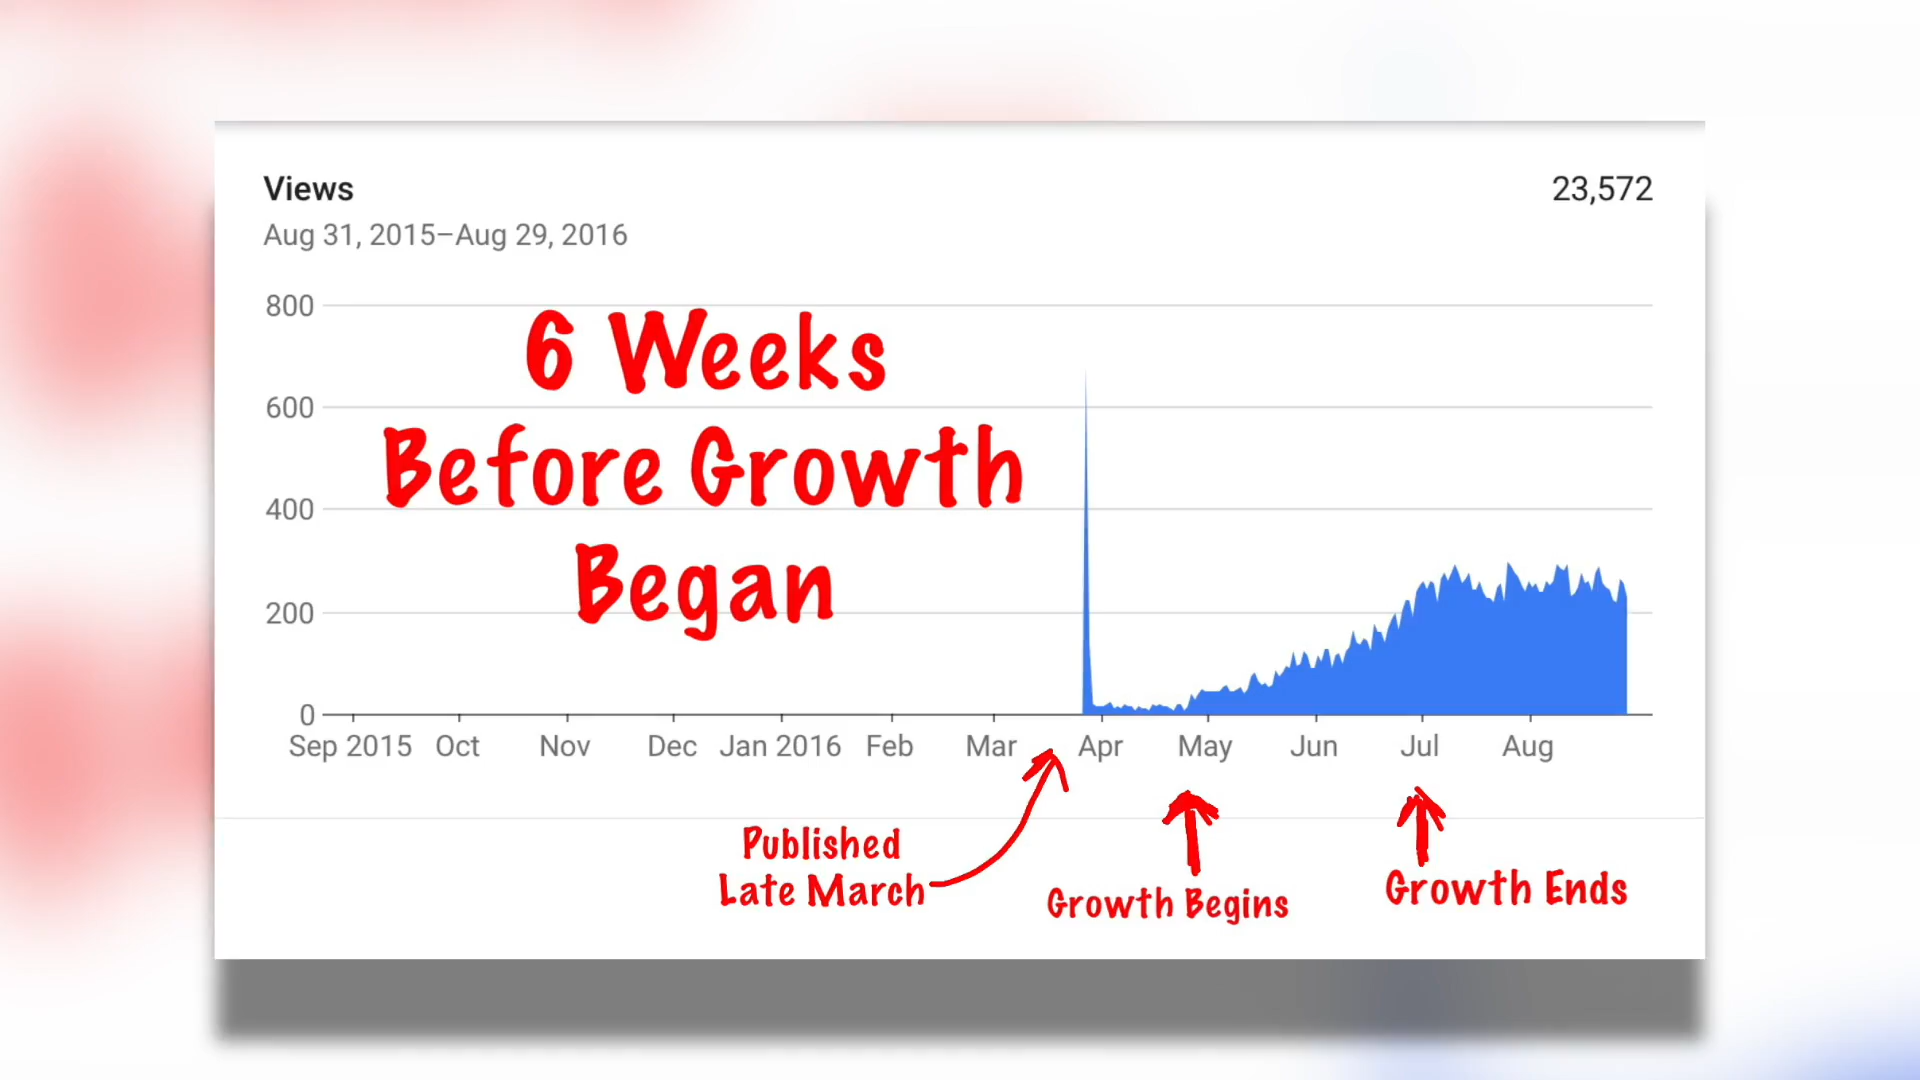 Views
23,572
Aug 31, 2015–Aug 29, 2016
800
600
400
200
0
6 Weeks
Before Growth
Began
Sep 2015 Oct Nov Dec Jan 2016 Feb Mar Apr May Jun Jul Aug
Published
Late March
Growth Begins
Growth Ends